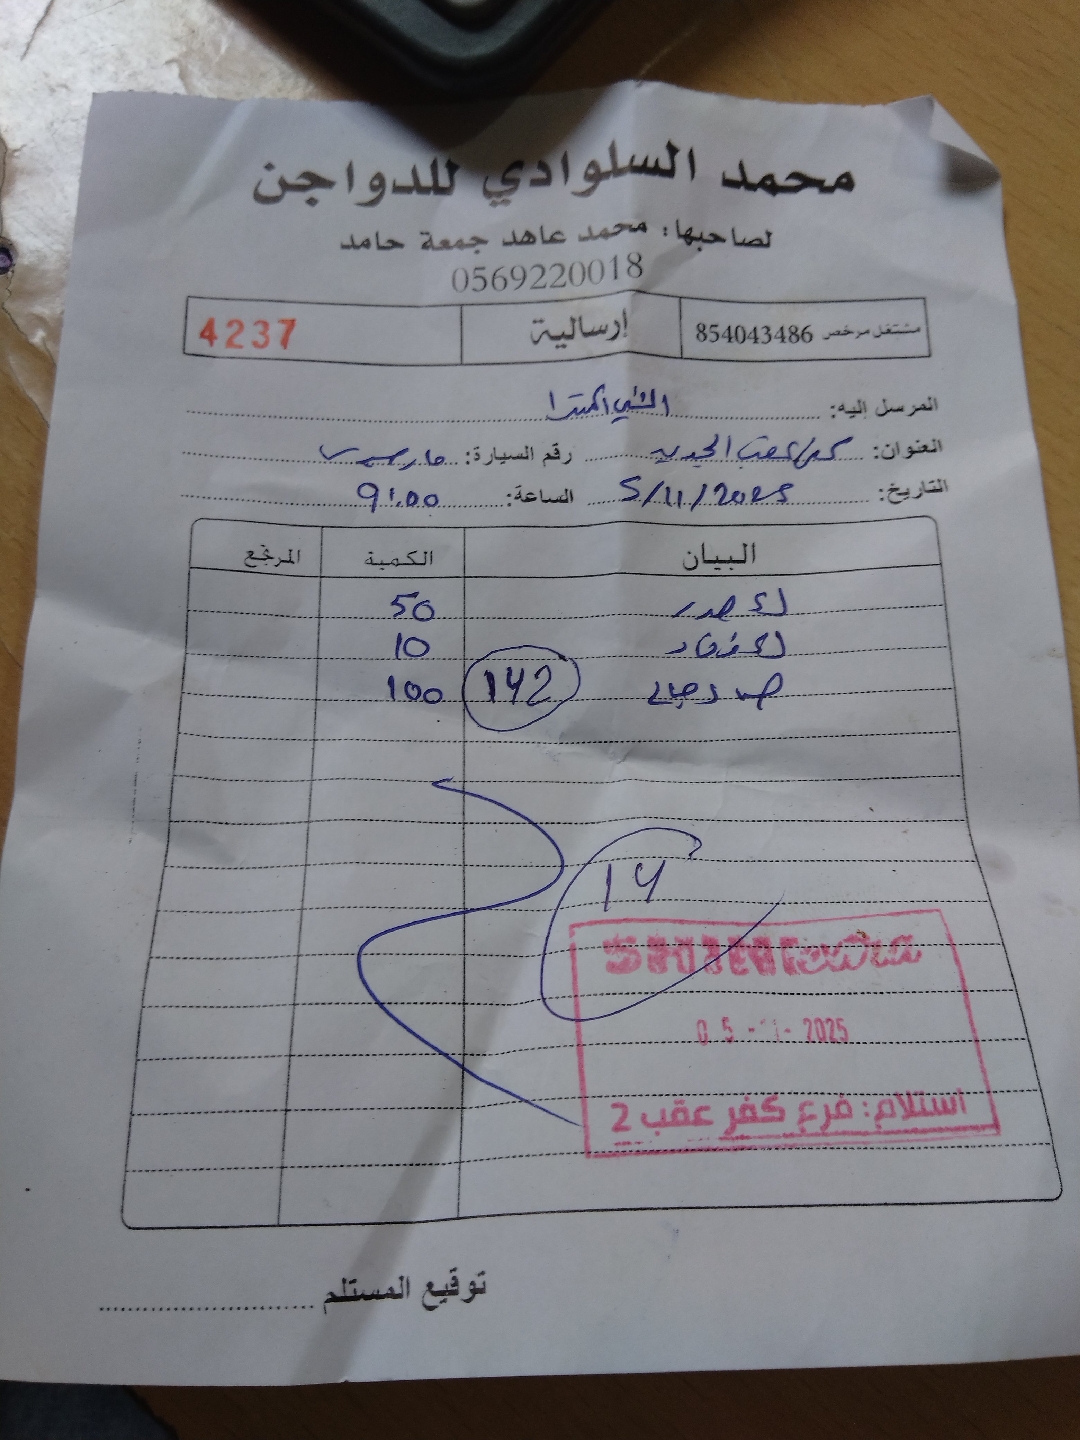 محمد السلوادي للدواجن
لصاحبها: محمد عاهد جمعة حامد
0569220018
مشتغل مرخص 854043486 إرسالية 4237
المرسل إليه:
العنوان: كفر عقب الجديد رقم السيارة:
التاريخ: 5/11/2025 الساعة: 9:00
البيان الكمية المرتجع
ك صدر 50
10
142 100
14
05 - 11 - 2025
استلام: فرع كفر عقب 2
توقيع المستلم